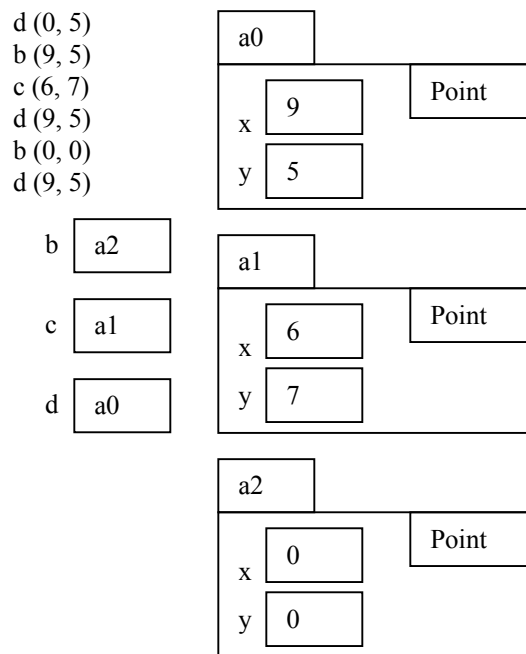 d (0, 5)
b (9, 5)
c (6, 7)
d (9, 5)
b (0, 0)
d (9, 5)
b a2
c a1
d a0
a0
Point
x 9
y 5
a1
Point
x 6
y 7
a2
Point
x 0
y 0